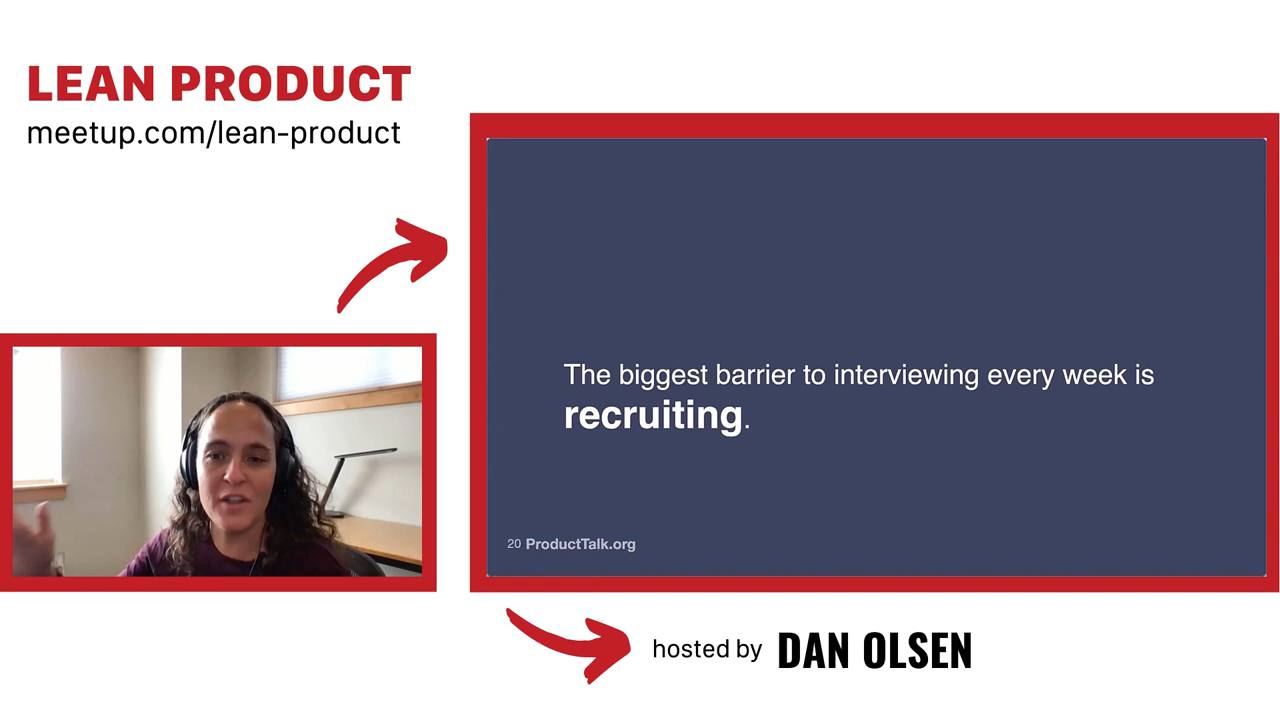 LEAN PRODUCT
meetup.com/lean-product
The biggest barrier to interviewing every week is
recruiting.
20 ProductTalk.org
hosted by DAN OLSEN